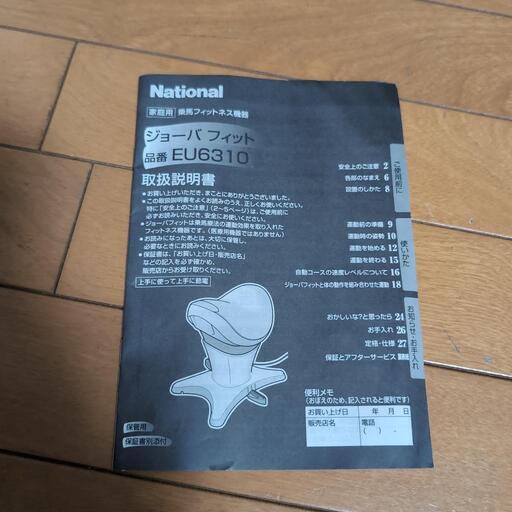 National
家庭用 乗馬フィットネス機器
ジョーバ フィット
品番 EU6310
取扱説明書
●お買い上げいただき、まことにありがとうございました。
●この取扱説明書をよくお読みのうえ、正しくお使いください。
特に「安全上のご注意」(2〜5ページ)は、ご使用前に
必ずお読みいただき、安全にお使いください。
●ジョーバフィットは乗馬療法の運動効果を取り入れた
フィットネス機器です。(医療用機器ではありません)
●お読みになったあとは、大切に保管し、
必要なときにお読みください。
●保証書は、「お買い上げ日・販売店名」
などの記入を必ず確かめ、
販売店からお受け取りください。
上手に使って上手に節電
保管用
保証書別添付
安全上のご注意 2
各部のなまえ 6
設置のしかた 8
ご使用前に
運動前の準備 9
運動時の姿勢 10
運動を始める 12
運動を終わる 15
自動コースの速度レベルについて 16
ジョーバフィットと体の動作を組み合わせた運動 18
使いかた
おかしいな?と思ったら 24
お手入れ 26
定格・仕様 27
保証とアフターサービス
お知らせ・お手入れ
便利メモ
(おぼえのため、記入されると便利です)
お買い上げ日 年 月 日
販売店名 電話
( ) -